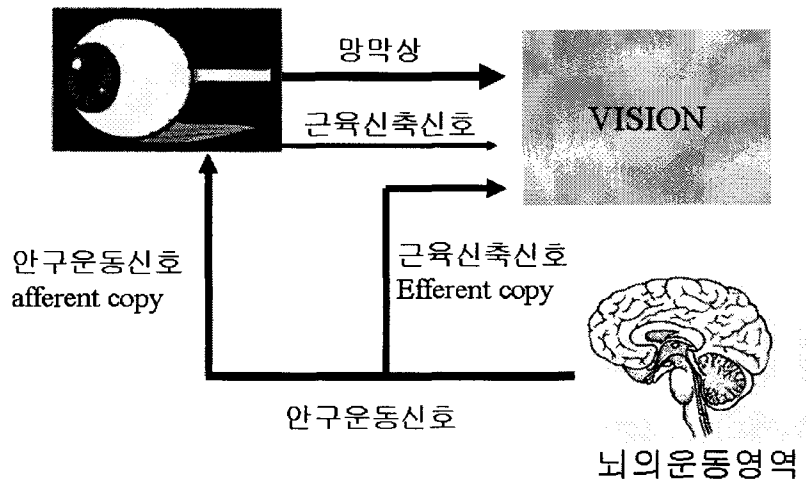 망막상
VISION
근육신축신호
안구운동신호
afferent copy
근육신축신호
Efferent copy
안구운동신호
뇌의운동영역